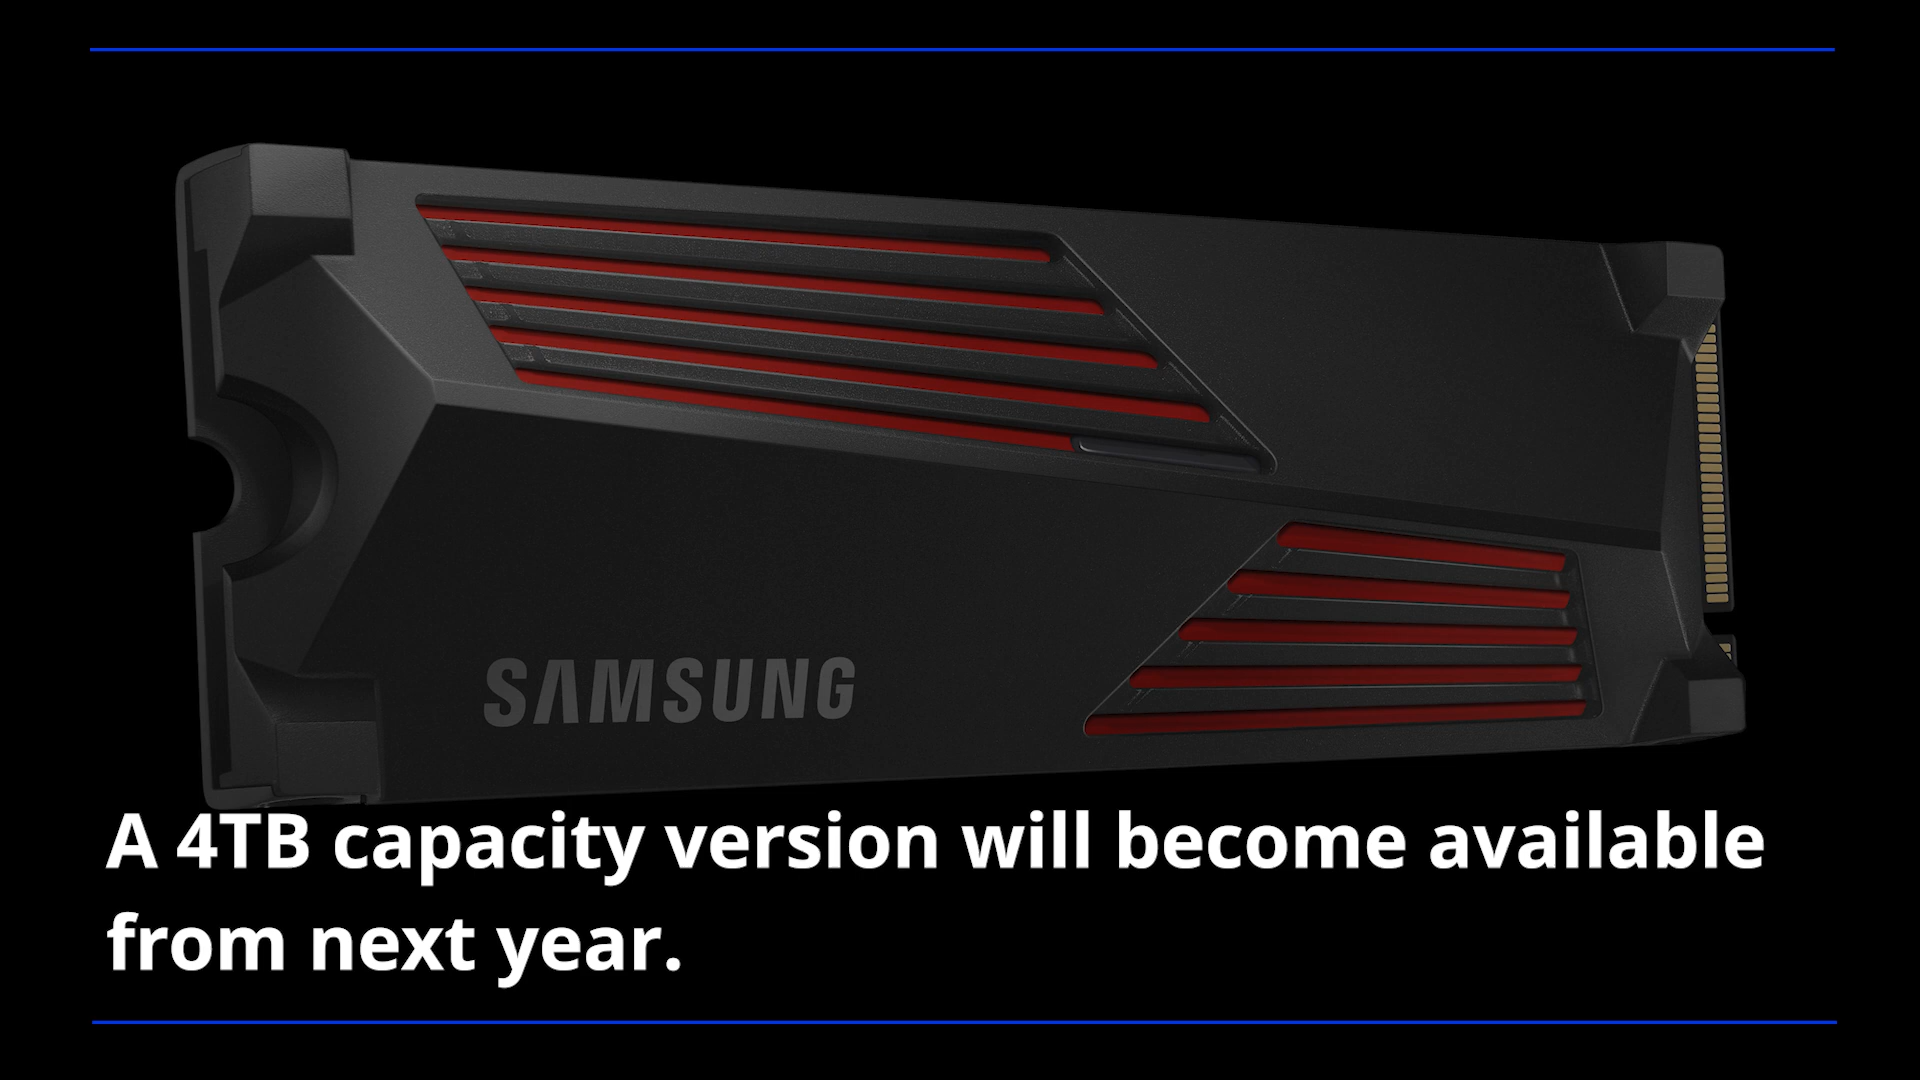 SAMSUNG
A 4TB capacity version will become available
from next year.